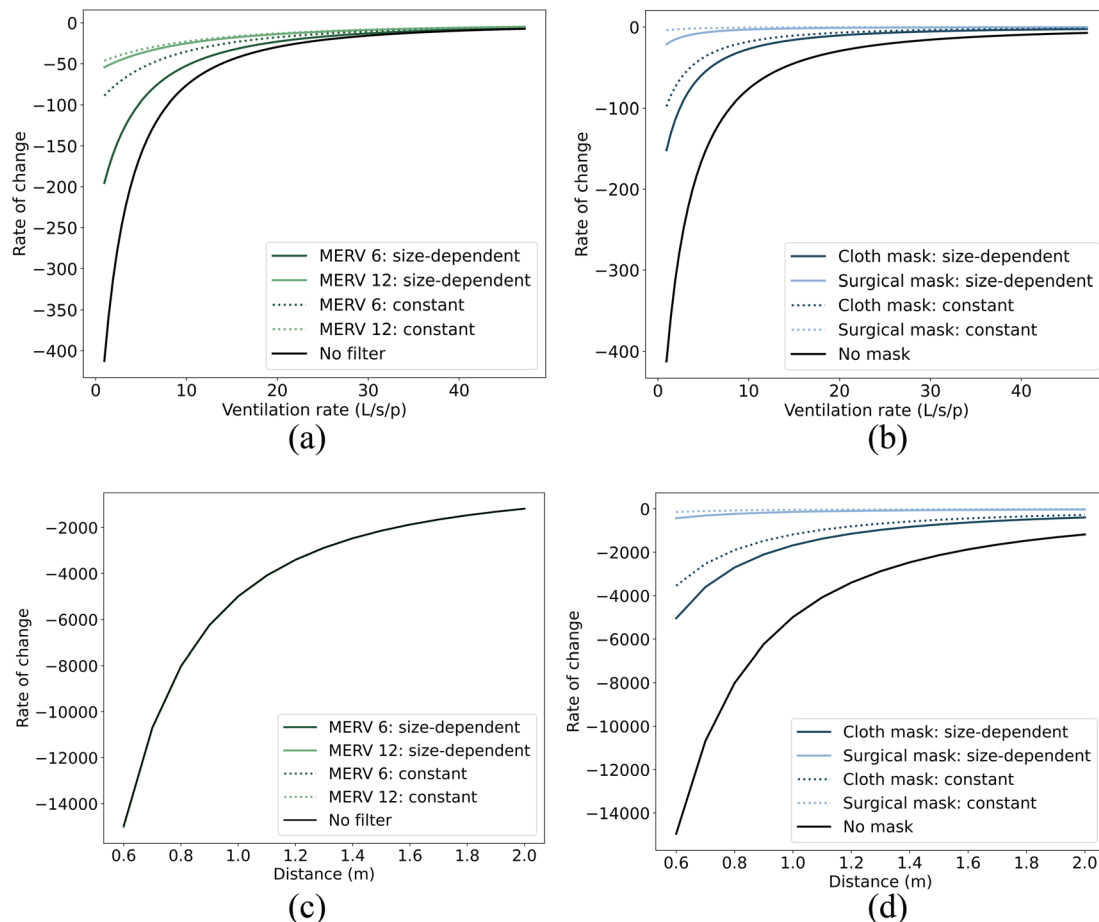 0
−50
−100
−150
−200
−250
−300
−350
−400
Rate of change
MERV 6: size-dependent
MERV 12: size-dependent
MERV 6: constant
MERV 12: constant
No filter
0 10 20 30 40
Ventilation rate (L/s/p)
(a)
0
−100
−200
−300
−400
Rate of change
Cloth mask: size-dependent
Surgical mask: size-dependent
Cloth mask: constant
Surgical mask: constant
No mask
0 10 20 30 40
Ventilation rate (L/s/p)
(b)
−2000
−4000
−6000
−8000
−10000
−12000
−14000
Rate of change
MERV 6: size-dependent
MERV 12: size-dependent
MERV 6: constant
MERV 12: constant
No filter
0.6 0.8 1.0 1.2 1.4 1.6 1.8 2.0
Distance (m)
(c)
0
−2000
−4000
−6000
−8000
−10000
−12000
−14000
Rate of change
Cloth mask: size-dependent
Surgical mask: size-dependent
Cloth mask: constant
Surgical mask: constant
No mask
0.6 0.8 1.0 1.2 1.4 1.6 1.8 2.0
Distance (m)
(d)